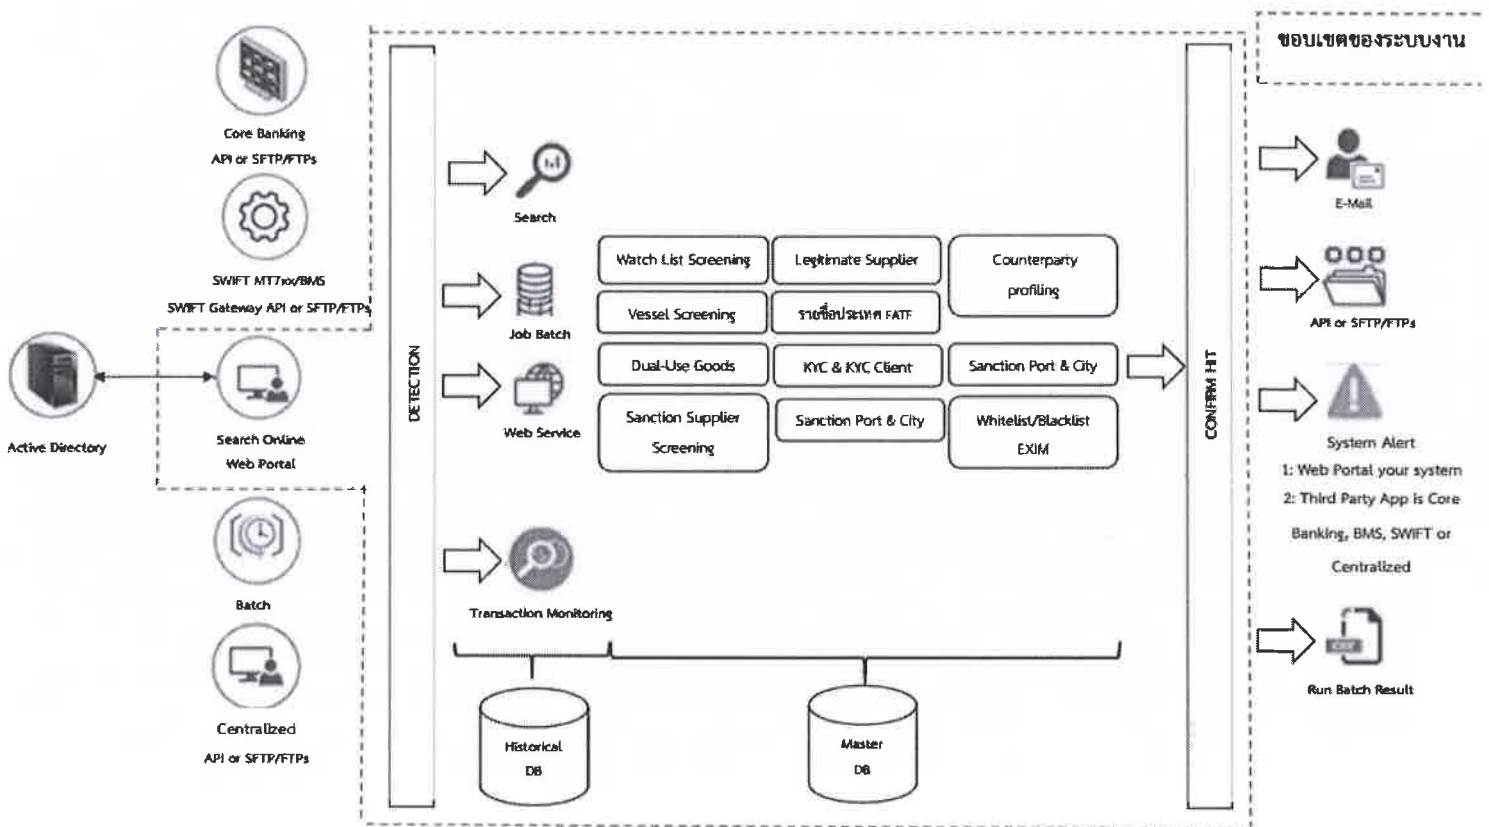 ขอบเขตของระบบงาน
Core Banking
API or SFTP/FTPs
SWIFT MT7xx/BMS
SWIFT Gateway API or SFTP/FTPs
Active Directory
Search Online
Web Portal
Batch
Centralized
API or SFTP/FTPs
DETECTION
Search
Job Batch
Web Service
Transaction Monitoring
Watch List Screening
Legitimate Supplier
Counterparty
profiling
Vessel Screening
รายชื่อประเทศ FATF
Dual-Use Goods
KYC & KYC Client
Sanction Port & City
Sanction Supplier
Screening
Sanction Port & City
Whitelist/Blacklist
EXIM
Historical
DB
Master
DB
CONFIRM HIT
E-Mail
API or SFTP/FTPs
System Alert
1: Web Portal your system
2: Third Party App is Core
Banking, BMS, SWIFT or
Centralized
Run Batch Result